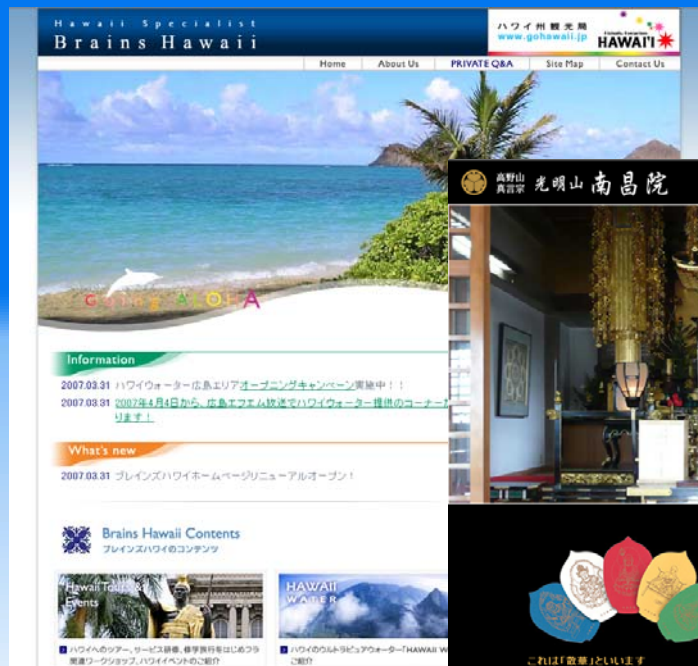 Hawaii Specialist
Brains Hawaii
ハワイ州観光局
www.gohawaii.jp
HAWAI'I
Home
About Us
PRIVATE Q&A
Site Map
Contact Us
Going ALOHA
Information
2007.03.31 ハワイウォーター広島エリアオープニングキャンペーン実施中！！
2007.03.31 2007年4月4日から、広島エフエム放送でハワイウォーター提供のコーナー
ります！
What's new
2007.03.31 ブレインズハワイホームページリニューアルオープン！
Brains Hawaii Contents
ブレインズハワイのコンテンツ
Hawaii Tours &
Events
HAWAII
WATER
ハワイへのツアー、サービス研修、修学旅行をはじめフラ
関連ワークショップ、ハワイイベントのご紹介
ハワイのウルトラピュアウォーター「HAWAII W
ご紹介
高野山
真言宗
光明山 南昌院
これは「散華」といいます